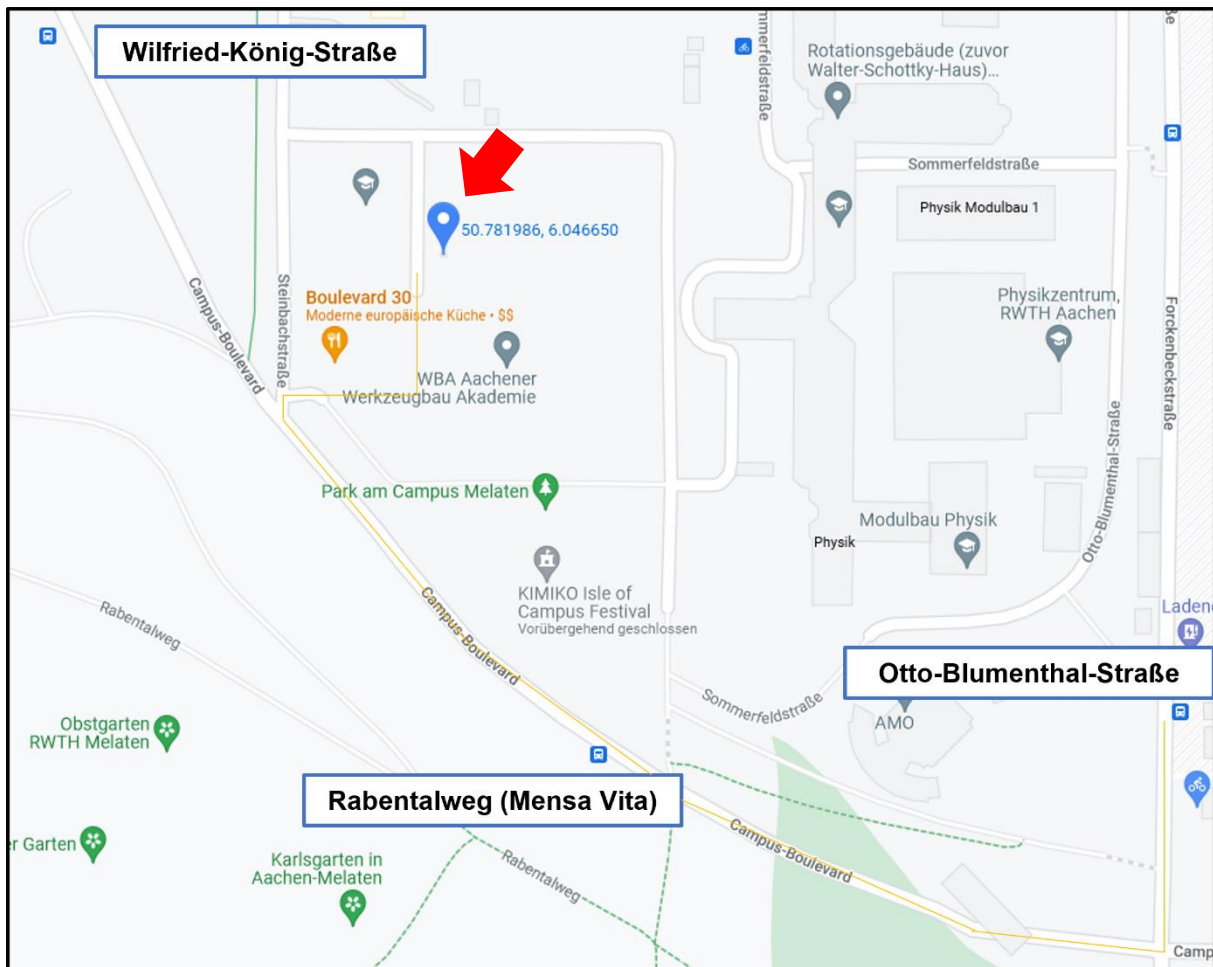 Wilfried-König-Straße
Rotationsgebäude (zuvor
Walter-Schottky-Haus)...
Sommerfeldstraße
Sommerfeldstraße
Physik Modulbau 1
50.781986, 6.046650
Campus-Boulevard
Steinbachstraße
Boulevard 30
Moderne europäische Küche • $$
Physikzentrum,
RWTH Aachen
Forckenbeckstraße
WBA Aachener
Werkzeugbau Akademie
Park am Campus Melaten
Modulbau Physik
Physik
Otto-Blumenthal-Straße
KIMIKO Isle of
Campus Festival
Vorübergehend geschlossen
Rabentalweg
Campus-Boulevard
Otto-Blumenthal-Straße
Sommerfeldstraße
AMO
Obstgarten
RWTH Melaten
Rabentalweg (Mensa Vita)
Campus-Boulevard
Garten
Karlsgarten in
Aachen-Melaten
Rabentalweg